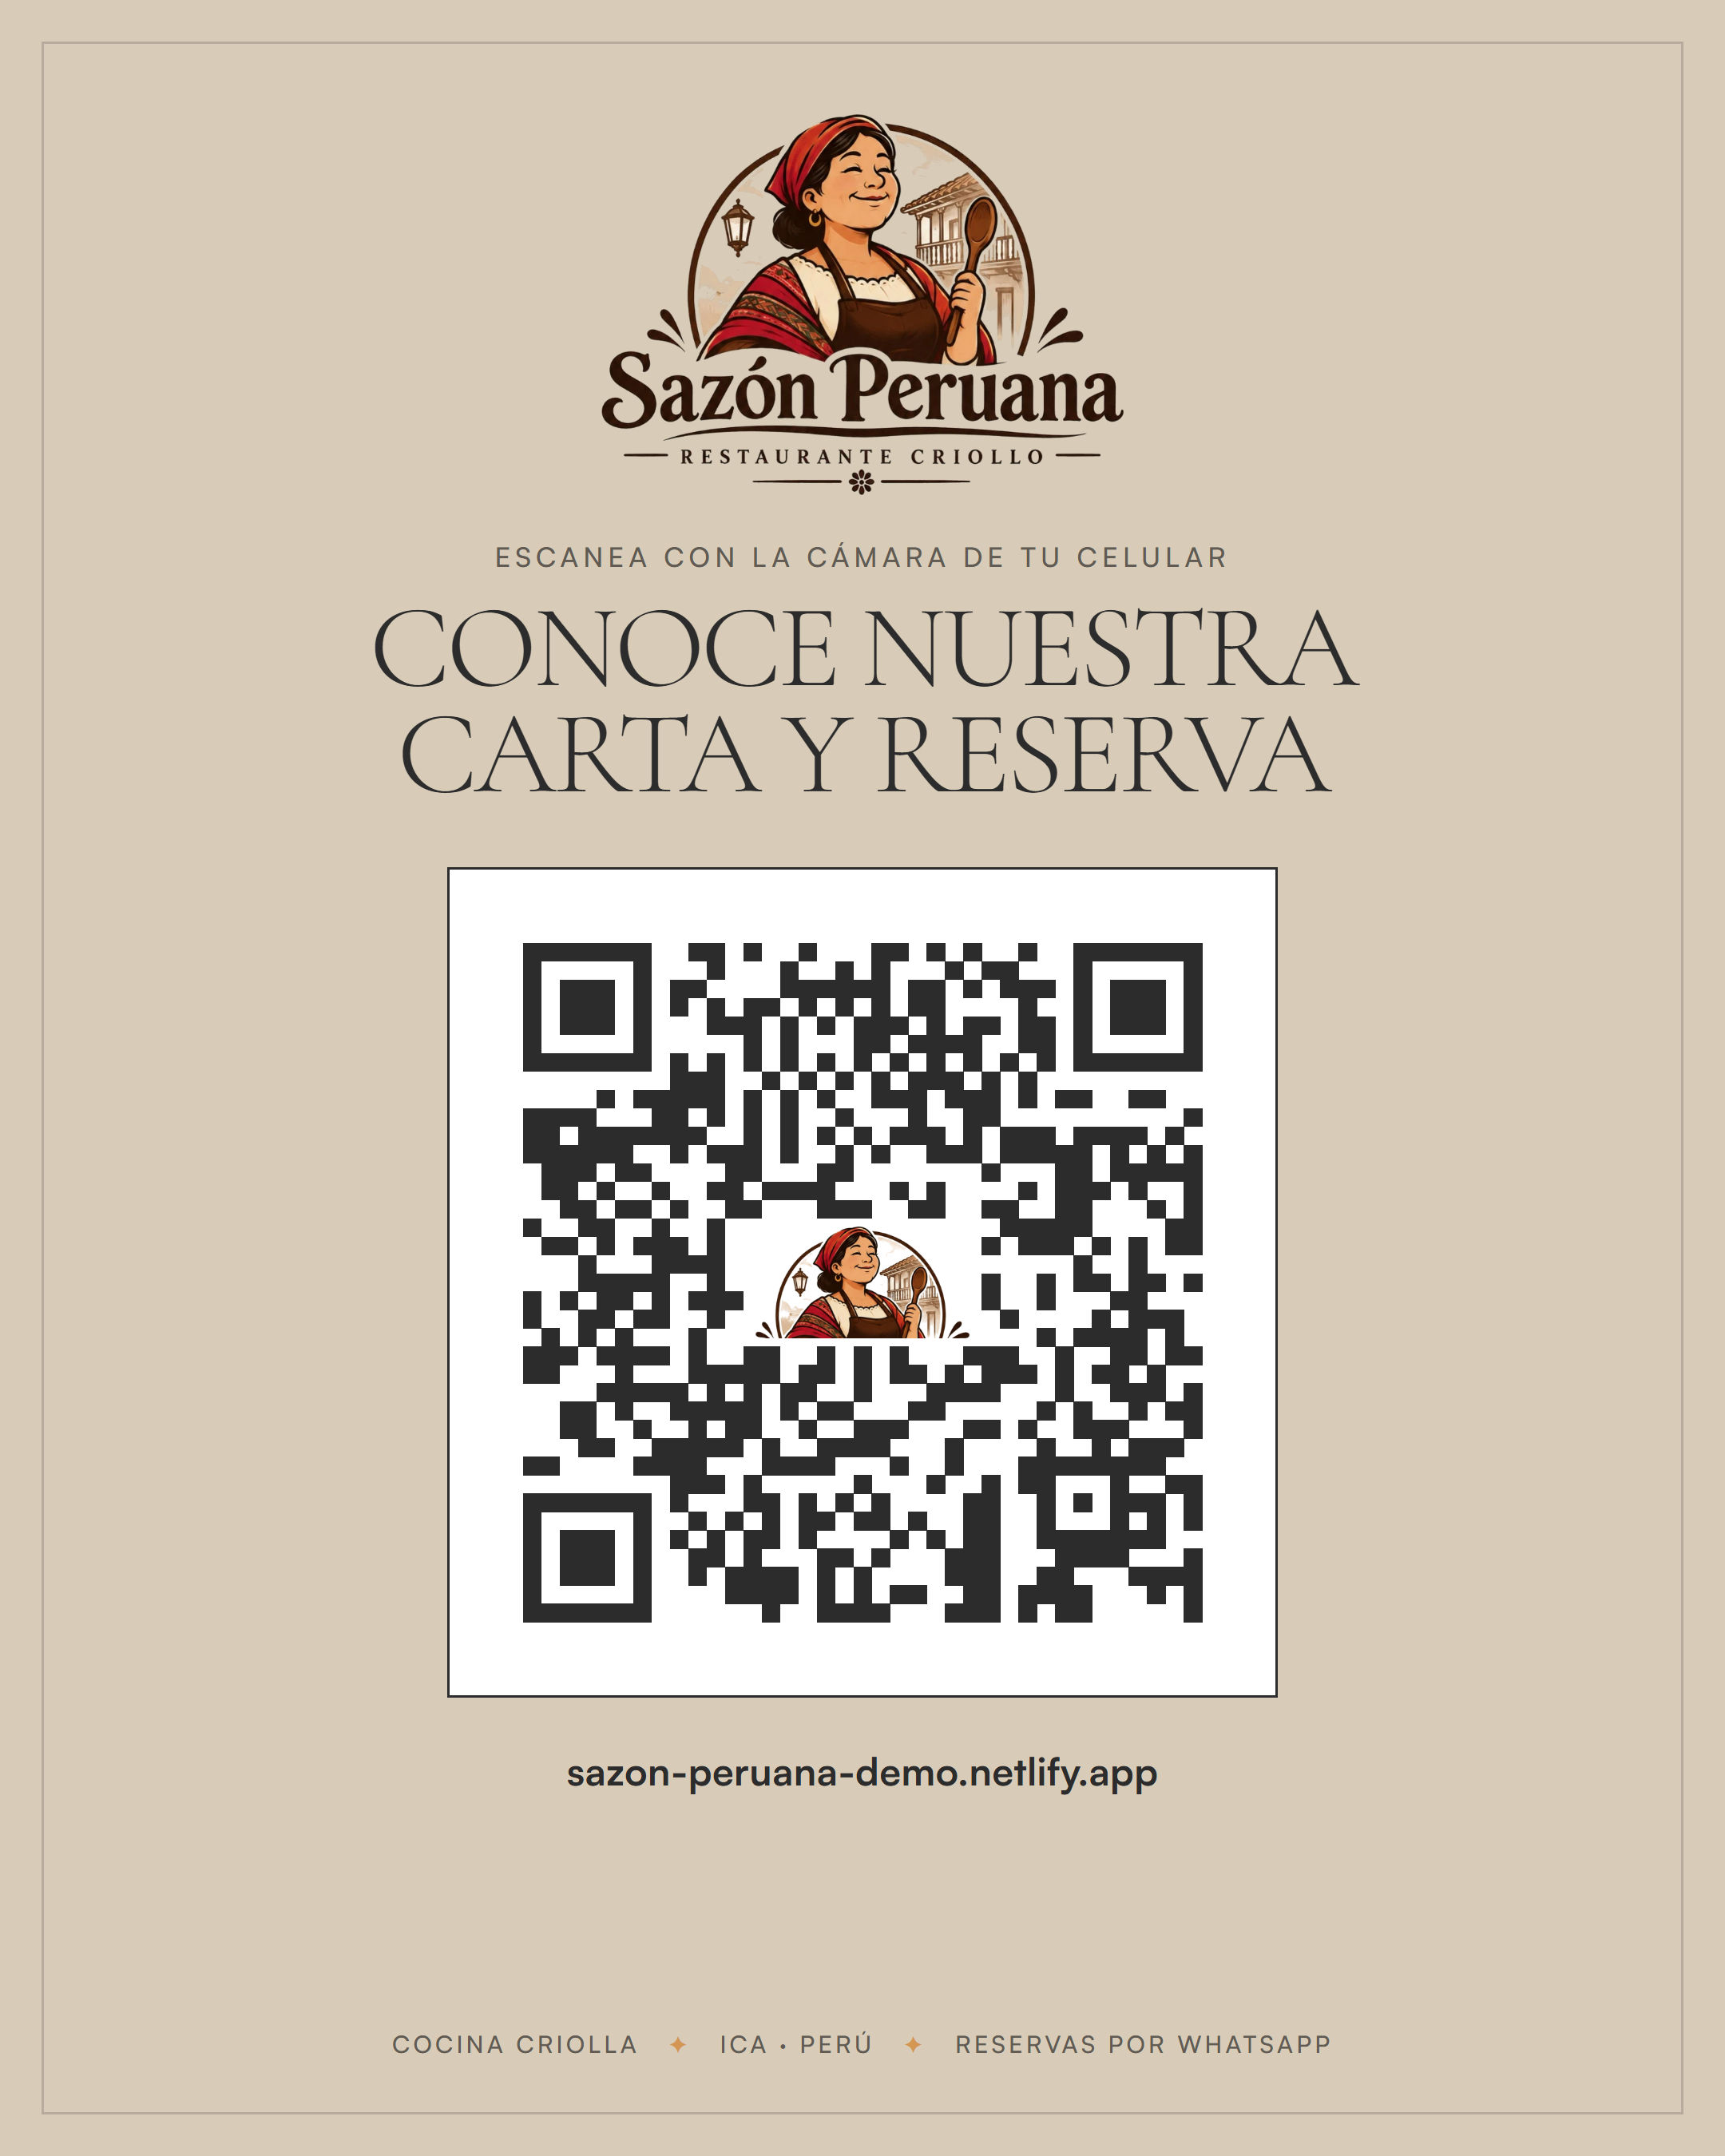 Sazón Peruana
RESTAURANTE CRIOLLO
ESCANEA CON LA CÁMARA DE TU CELULAR
CONOCE NUESTRA
CARTA Y RESERVA
sazon-peruana-demo.netlify.app
COCINA CRIOLLA ✦ ICA • PERÚ ✦ RESERVAS POR WHATSAPP